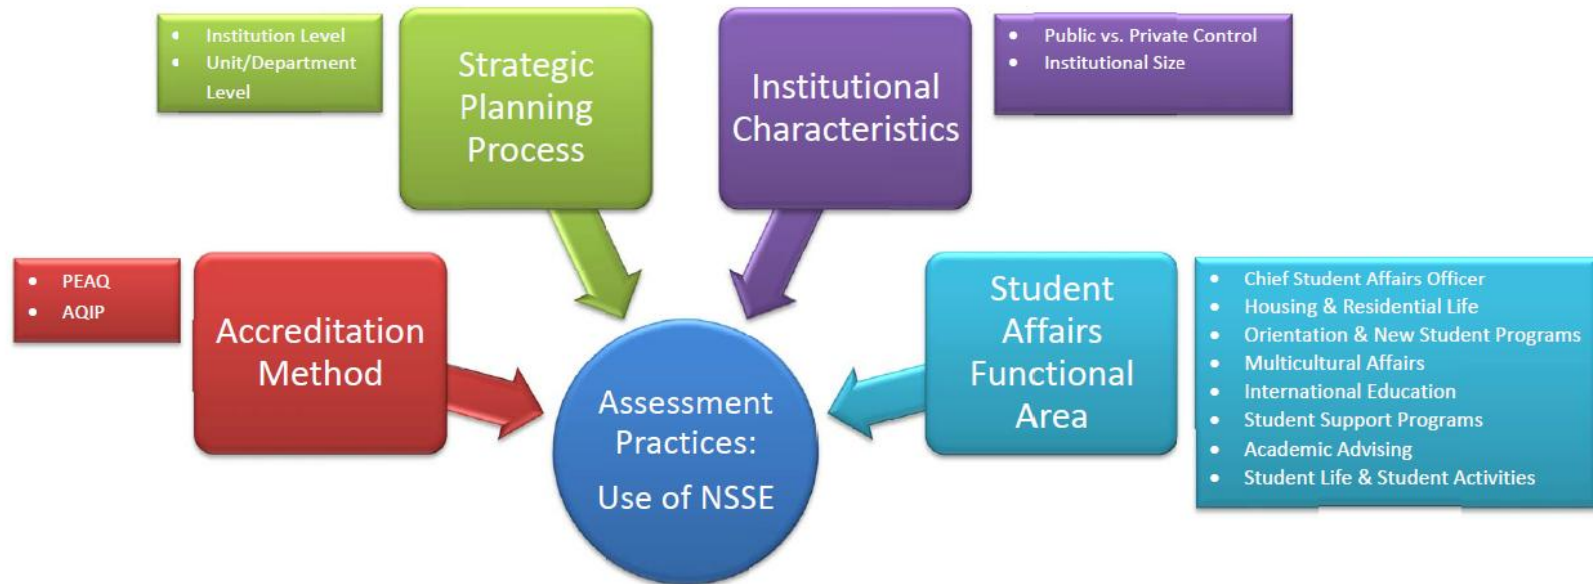 • Institution Level
• Unit/Department
Level
Strategic
Planning
Process
Institutional
Characteristics
• Public vs. Private Control
• Institutional Size
• PEAQ
• AQIP
Accreditation
Method
Assessment
Practices:
Use of NSSE
Student
Affairs
Functional
Area
• Chief Student Affairs Officer
• Housing & Residential Life
• Orientation & New Student Programs
• Multicultural Affairs
• International Education
• Student Support Programs
• Academic Advising
• Student Life & Student Activities